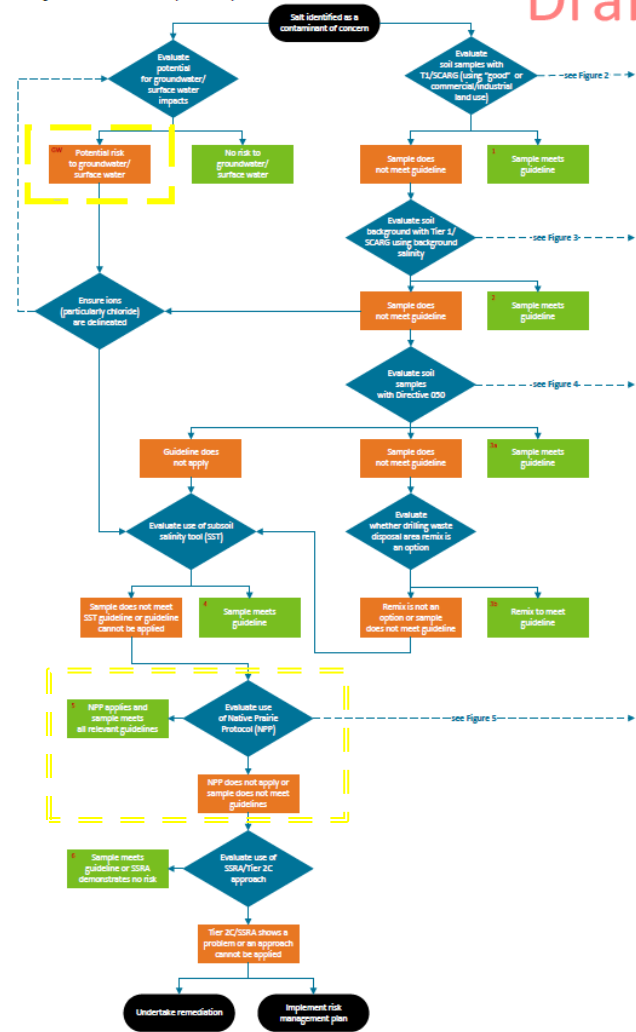 Salt identified as a
contaminant of concern
Evaluate
potential
for groundwater/
surface water
impacts
Evaluate
soil samples with
T1/SCARG (using "good" or
commercial/industrial
land use)
see Figure 2
GW
Potential risk
to groundwater/
surface water
No risk to
groundwater/
surface water
Sample does
not meet guideline
1
Sample meets
guideline
Evaluate soil
background with Tier 1/
SCARG using background
salinity
see Figure 3
Ensure ions
(particularly chloride)
are delineated
Sample does
not meet guideline
2
Sample meets
guideline
Evaluate soil
samples
with Directive 050
see Figure 4
Guideline does
not apply
Sample does
not meet guideline
3a
Sample meets
guideline
Evaluate use of subsoil
salinity tool (SST)
Evaluate
whether drilling waste
disposal area remix is
an option
Sample does not meet
SST guideline or guideline
cannot be applied
4
Sample meets
guideline
Remix is not an
option or sample
does not meet guideline
3b
Remix to meet
guideline
5
NPP applies and
sample meets
all relevant guidelines
Evaluate use
of Native Prairie
Protocol (NPP)
see Figure 5
NPP does not apply or
sample does not meet
guidelines
6
Sample meets
guideline or SSRA
demonstrates no risk
Evaluate use of
SSRA/Tier 2C
approach
Tier 2C/SSRA shows a
problem or an approach
cannot be applied
Undertake remediation
Implement risk
management plan